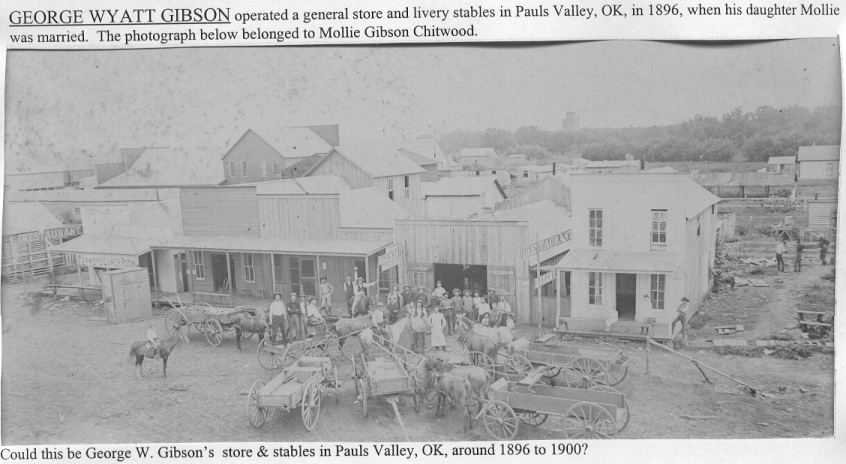 GEORGE WYATT GIBSON operated a general store and livery stables in Pauls Valley, OK, in 1896, when his daughter Mollie
was married. The photograph below belonged to Mollie Gibson Chitwood.
RESTAURANT
Could this be George W. Gibson's store & stables in Pauls Valley, OK, around 1896 to 1900?